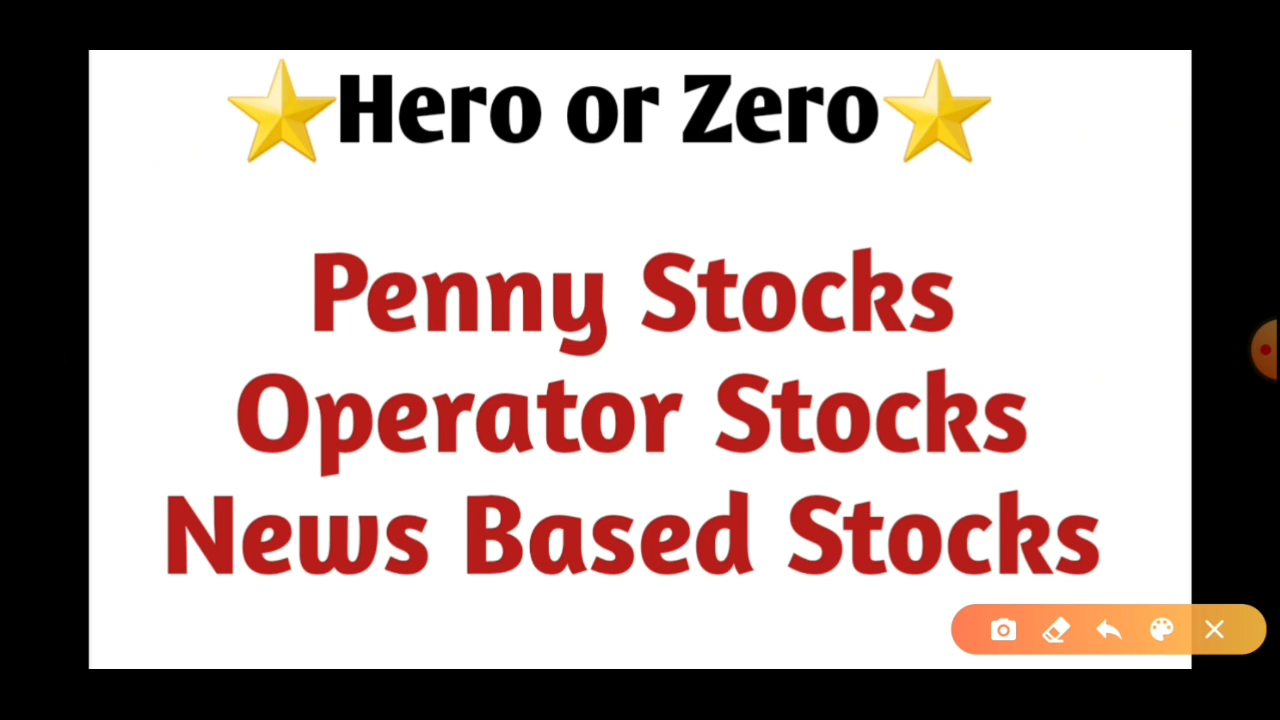 Hero or Zero
Penny Stocks
Operator Stocks
News Based Stocks